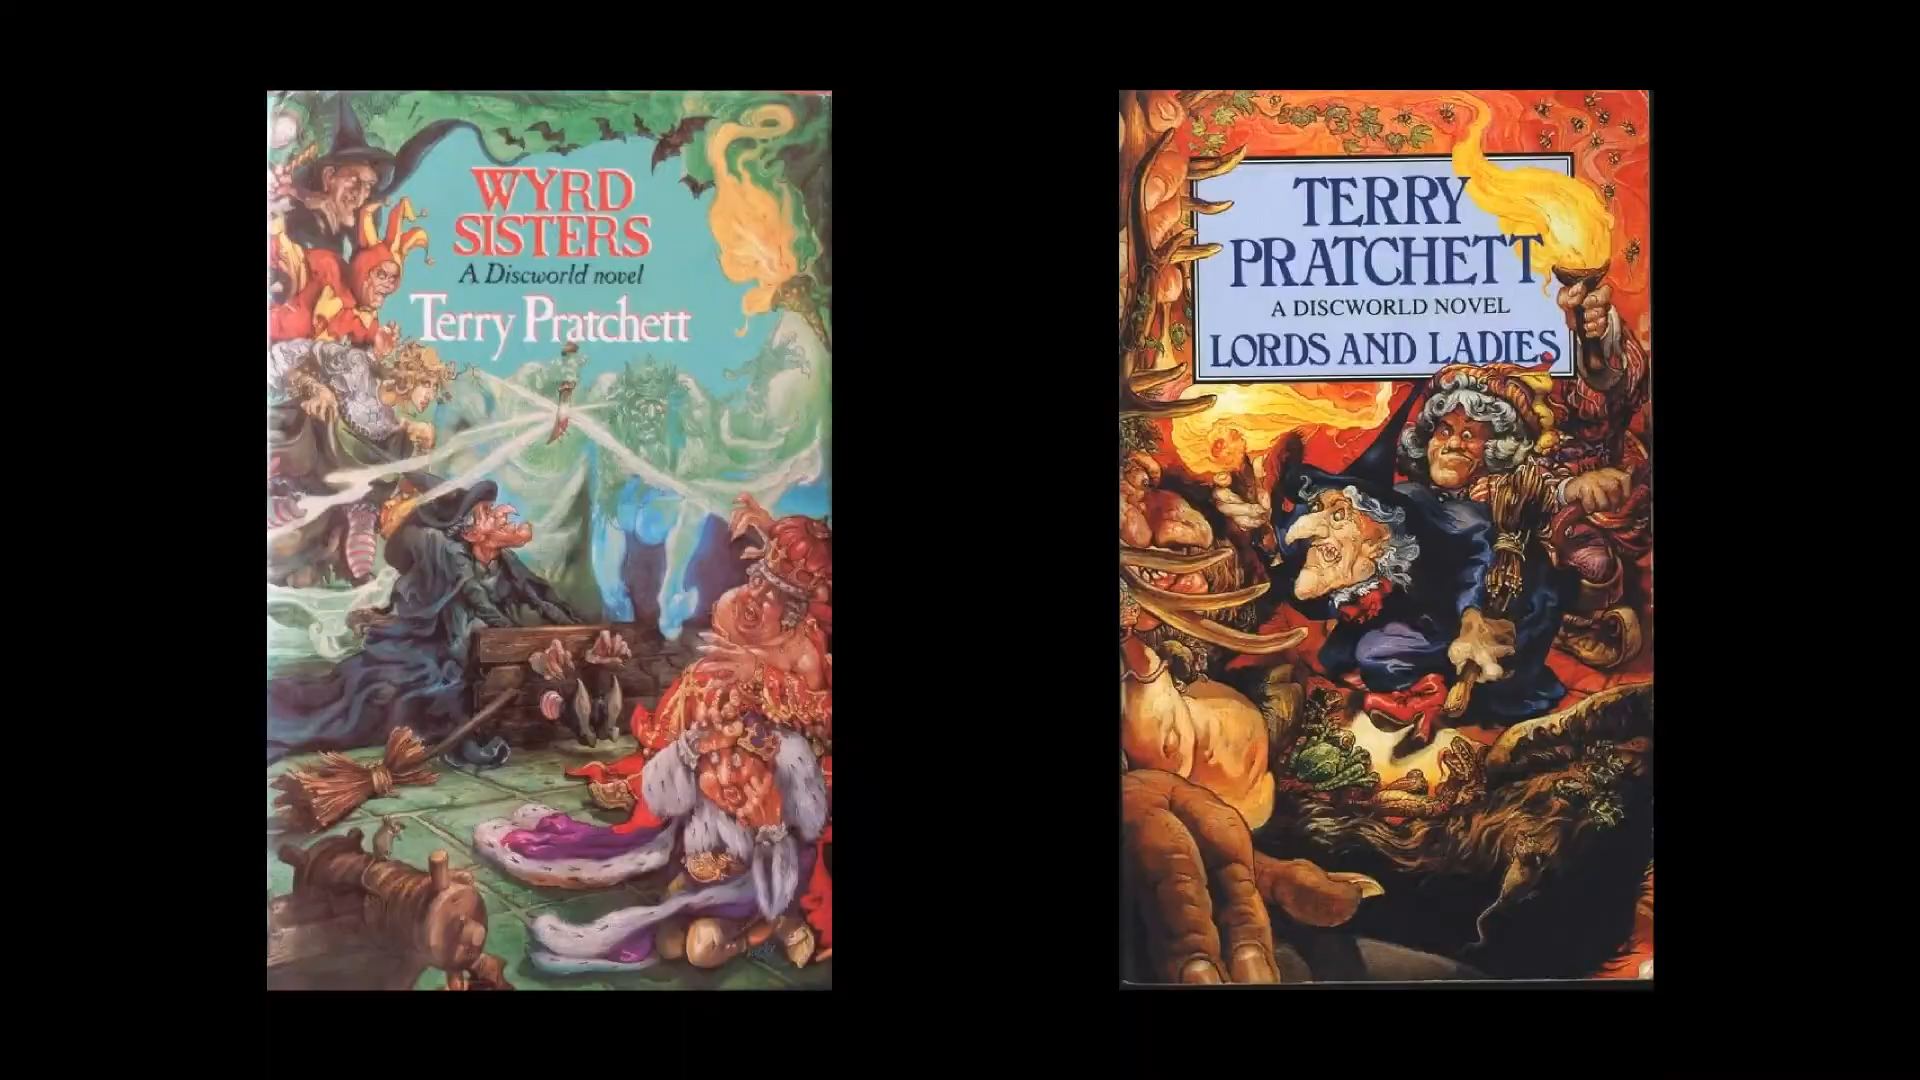 WYRD
SISTERS
A Discworld novel
Terry Pratchett
TERRY
PRATCHETT
A DISCWORLD NOVEL
LORDS AND LADIES